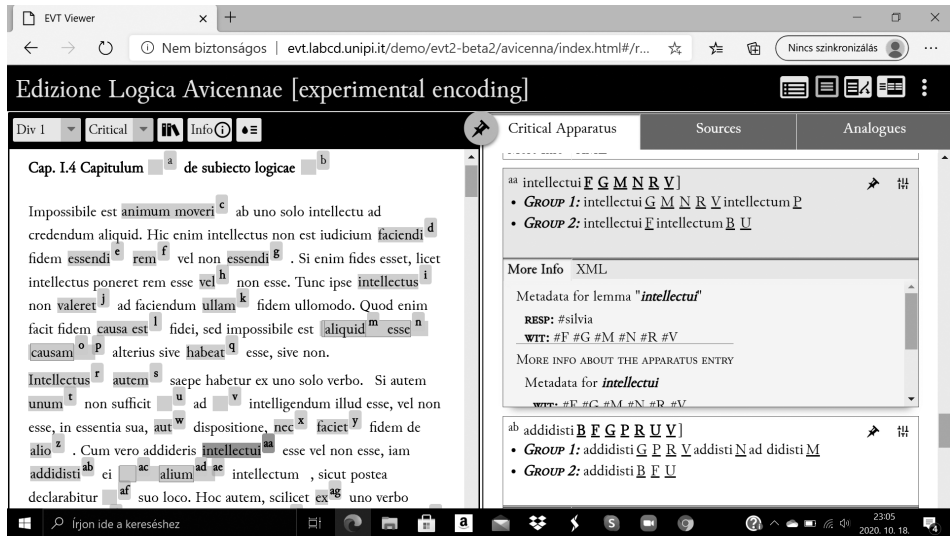 EVT Viewer
Nem biztonságos | evt.labcd.unipi.it/demo/evt2-beta2/avicenna/index.html#/r...
Nincs szinkronizálás
Edizione Logica Avicennae [experimental encoding]
Div 1 Critical Info
Cap. I.4 Capitulum a de subiecto logicae b
Impossibile est animum moveri c ab uno solo intellectu ad
credendum aliquid. Hic enim intellectus non est iudicium faciendi d
fidem essendi e rem f vel non essendi g . Si enim fides esset, licet
intellectus poneret rem esse vel h non esse. Tunc ipse intellectus i
non valeret j ad faciendum ullam k fidem ullomodo. Quod enim
facit fidem causa est l fidei, sed impossibile est aliquid m esse n
causam o p alterius sive habeat q esse, sive non.
Intellectus r autem s saepe habetur ex uno solo verbo. Si autem
unum t non sufficit u ad v intelligendum illud esse, vel non
esse, in essentia sua, aut w dispositione, nec x faciet y fidem de
alio z . Cum vero addideris intellectui aa esse vel non esse, iam
addidisti ab ei ac alium ad ae intellectum , sicut postea
declarabitur af suo loco. Hoc autem, scilicet ex ag uno verbo
Critical Apparatus Sources Analogues
aa intellectui F G M N R V]
• GROUP 1: intellectui G M N R V intellectum P
• GROUP 2: intellectui F intellectum B U
More Info XML
Metadata for lemma "intellectui"
RESP: #silvia
WIT: #F #G #M #N #R #V
MORE INFO ABOUT THE APPARATUS ENTRY
Metadata for intellectui
WIT: #F #G #M #N #R #V
ab addidisti B F G P R U V]
• GROUP 1: addidisti G P R V addisti N ad didisti M
• GROUP 2: addidisti B F U
Írjon ide a kereséshez
23:05
2020. 10. 18.
4